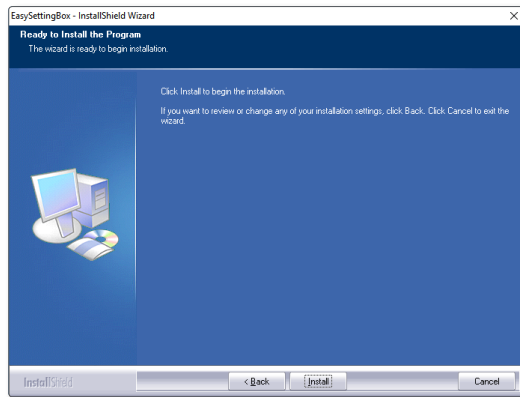 EasySettingBox - InstallShield Wizard
Ready to Install the Program
The wizard is ready to begin installation.
Click Install to begin the installation.
If you want to review or change any of your installation settings, click Back. Click Cancel to exit the
wizard.
InstallShield
< Back
Install
Cancel